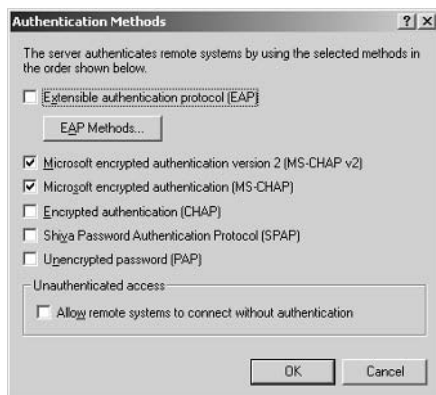 Authentication Methods
The server authenticates remote systems by using the selected methods in
the order shown below.
Extensible authentication protocol (EAP)
EAP Methods...
Microsoft encrypted authentication version 2 (MS-CHAP v2)
Microsoft encrypted authentication (MS-CHAP)
Encrypted authentication (CHAP)
Shiva Password Authentication Protocol (SPAP)
Unencrypted password (PAP)
Unauthenticated access
Allow remote systems to connect without authentication
OK
Cancel